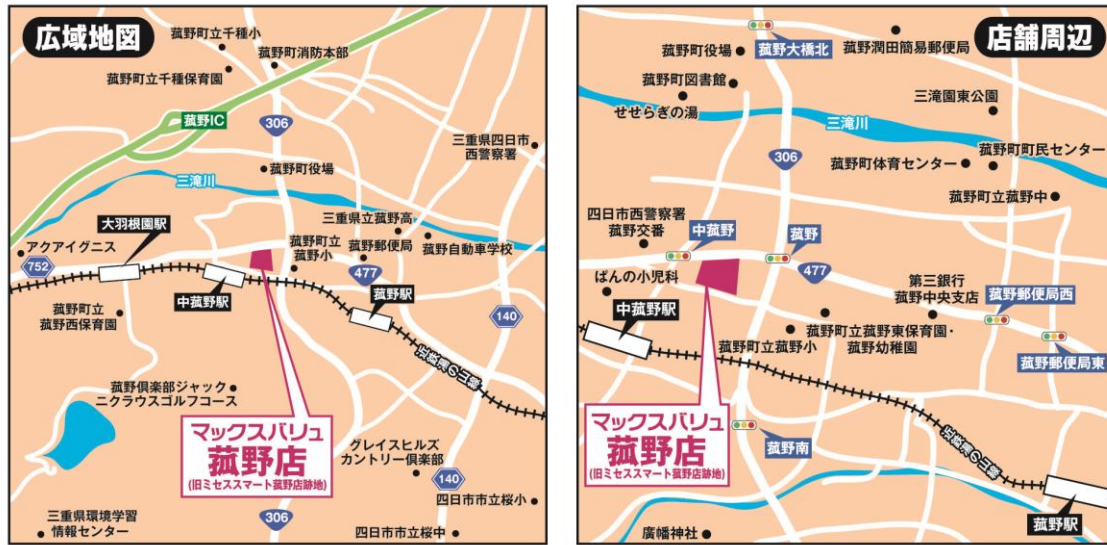 広域地図
菰野町立千種小
菰野町消防本部
菰野町立千種保育園
菰野IC
306
三重県四日市
西警察署
菰野町役場
三滝川
大羽根園駅
三重県立菰野高
アクアイグニス
菰野町立
菰野小
菰野郵便局
菰野自動車学校
752
477
中菰野駅
菰野駅
菰野町立
菰野西保育園
140
近鉄湯の山線
菰野倶楽部ジャック
ニクラウスゴルフコース
マックスバリュ
菰野店
(旧ミセススマート菰野店跡地)
グレイスヒルズ
カントリー倶楽部
140
四日市市立桜小
三重県環境学習
情報センター
306
四日市市立桜中
店舗周辺
菰野町役場
菰野大橋北
菰野潤田簡易郵便局
菰野町図書館
せせらぎの湯
三滝園東公園
三滝川
306
菰野町町民センター
菰野町体育センター
菰野町立菰野中
四日市西警察署
菰野交番
中菰野
菰野
477
ばんの小児科
第三銀行
菰野中央支店
菰野郵便局西
中菰野駅
菰野町立菰野小
菰野町立菰野東保育園・
菰野幼稚園
菰野郵便局東
マックスバリュ
菰野店
(旧ミセススマート菰野店跡地)
菰野南
近鉄湯の山線
菰野駅
廣幡神社